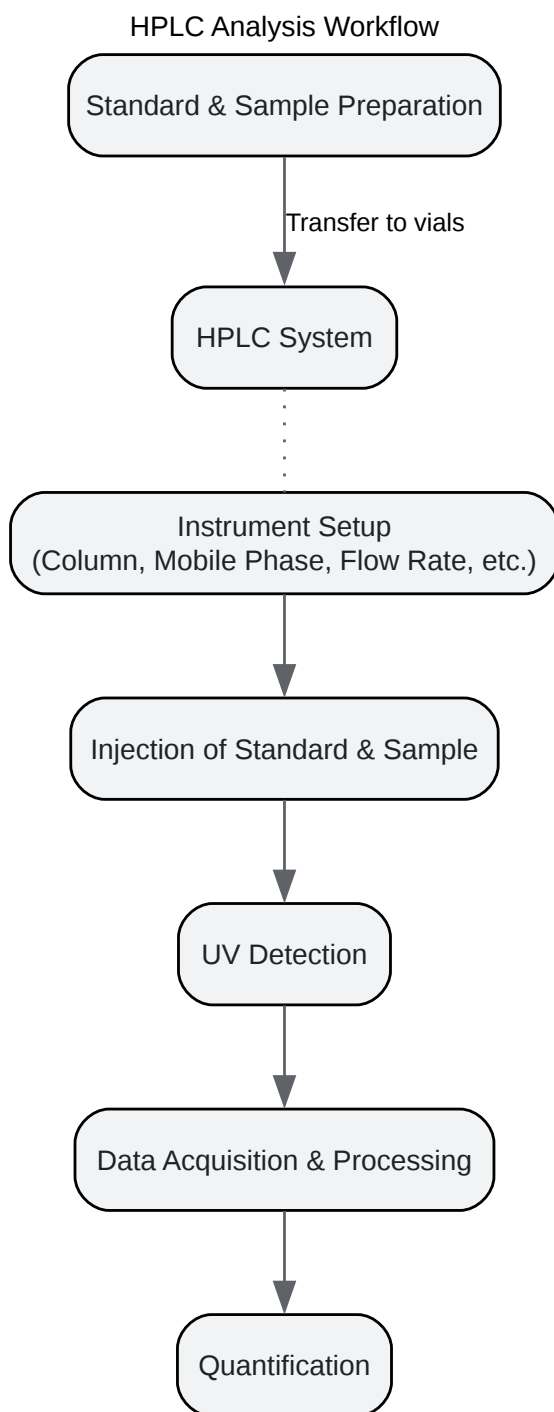 HPLC Analysis Workflow
Standard & Sample Preparation
Transfer to vials
HPLC System
Instrument Setup
(Column, Mobile Phase, Flow Rate, etc.)
Injection of Standard & Sample
UV Detection
Data Acquisition & Processing
Quantification